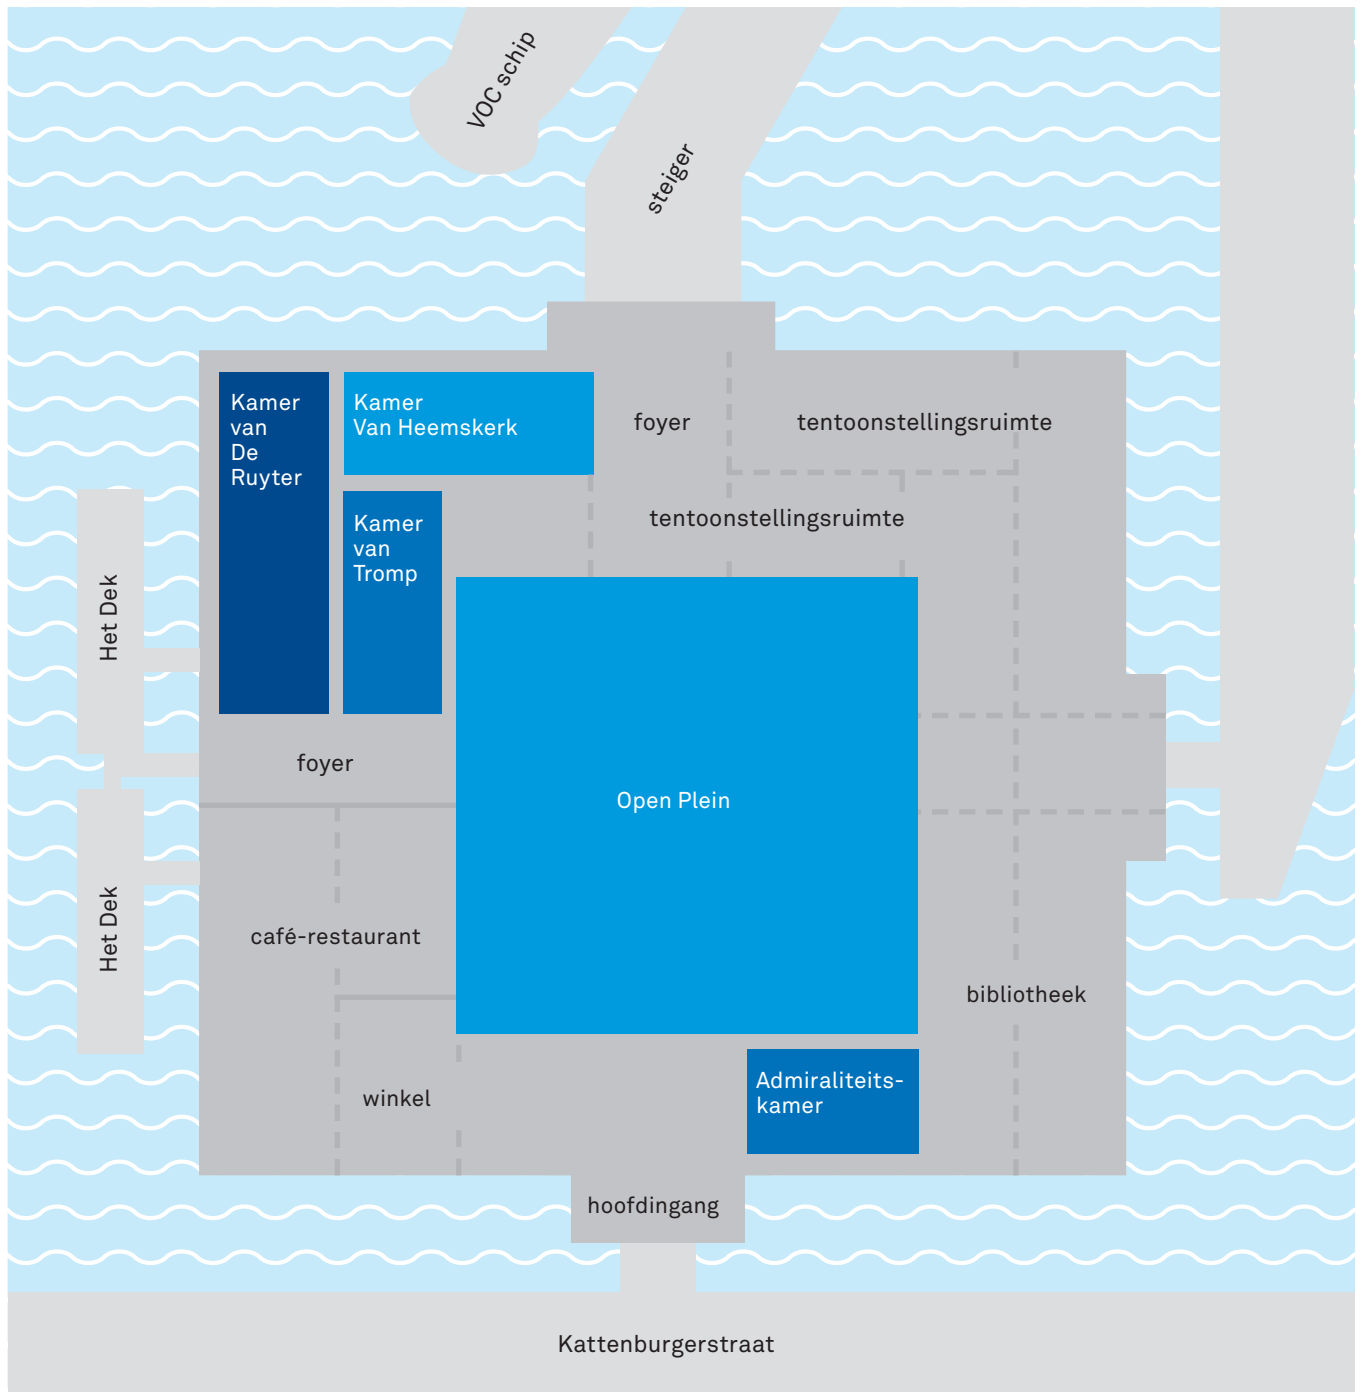 VOC schip
steiger
Kamer
van
De
Ruyter
Kamer
Van Heemskerk
foyer
tentoonstellingsruimte
Kamer
van
Tromp
tentoonstellingsruimte
Het Dek
foyer
Open Plein
Het Dek
café-restaurant
bibliotheek
winkel
Admiraliteits-
kamer
hoofdingang
Kattenburgerstraat